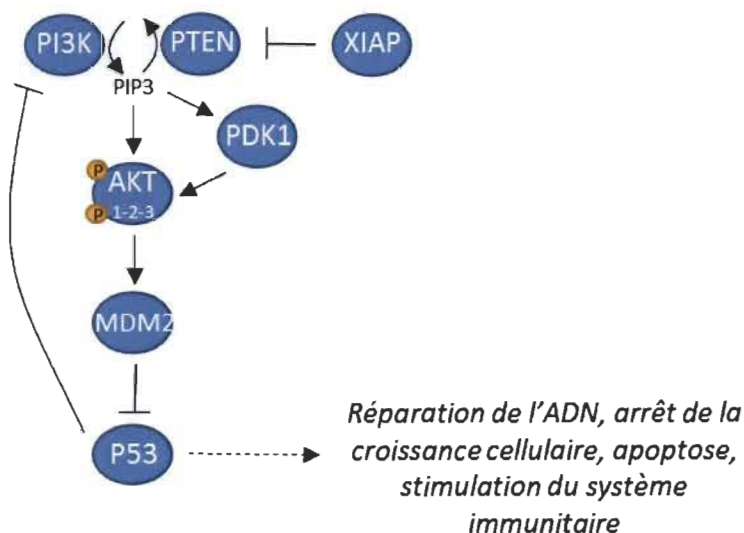 PI3K PTEN XIAP
PIP3
PDK1
P
AKT
P 1-2-3
MDM2
P53
Réparation de l'ADN, arrêt de la
croissance cellulaire, apoptose,
stimulation du système
immunitaire